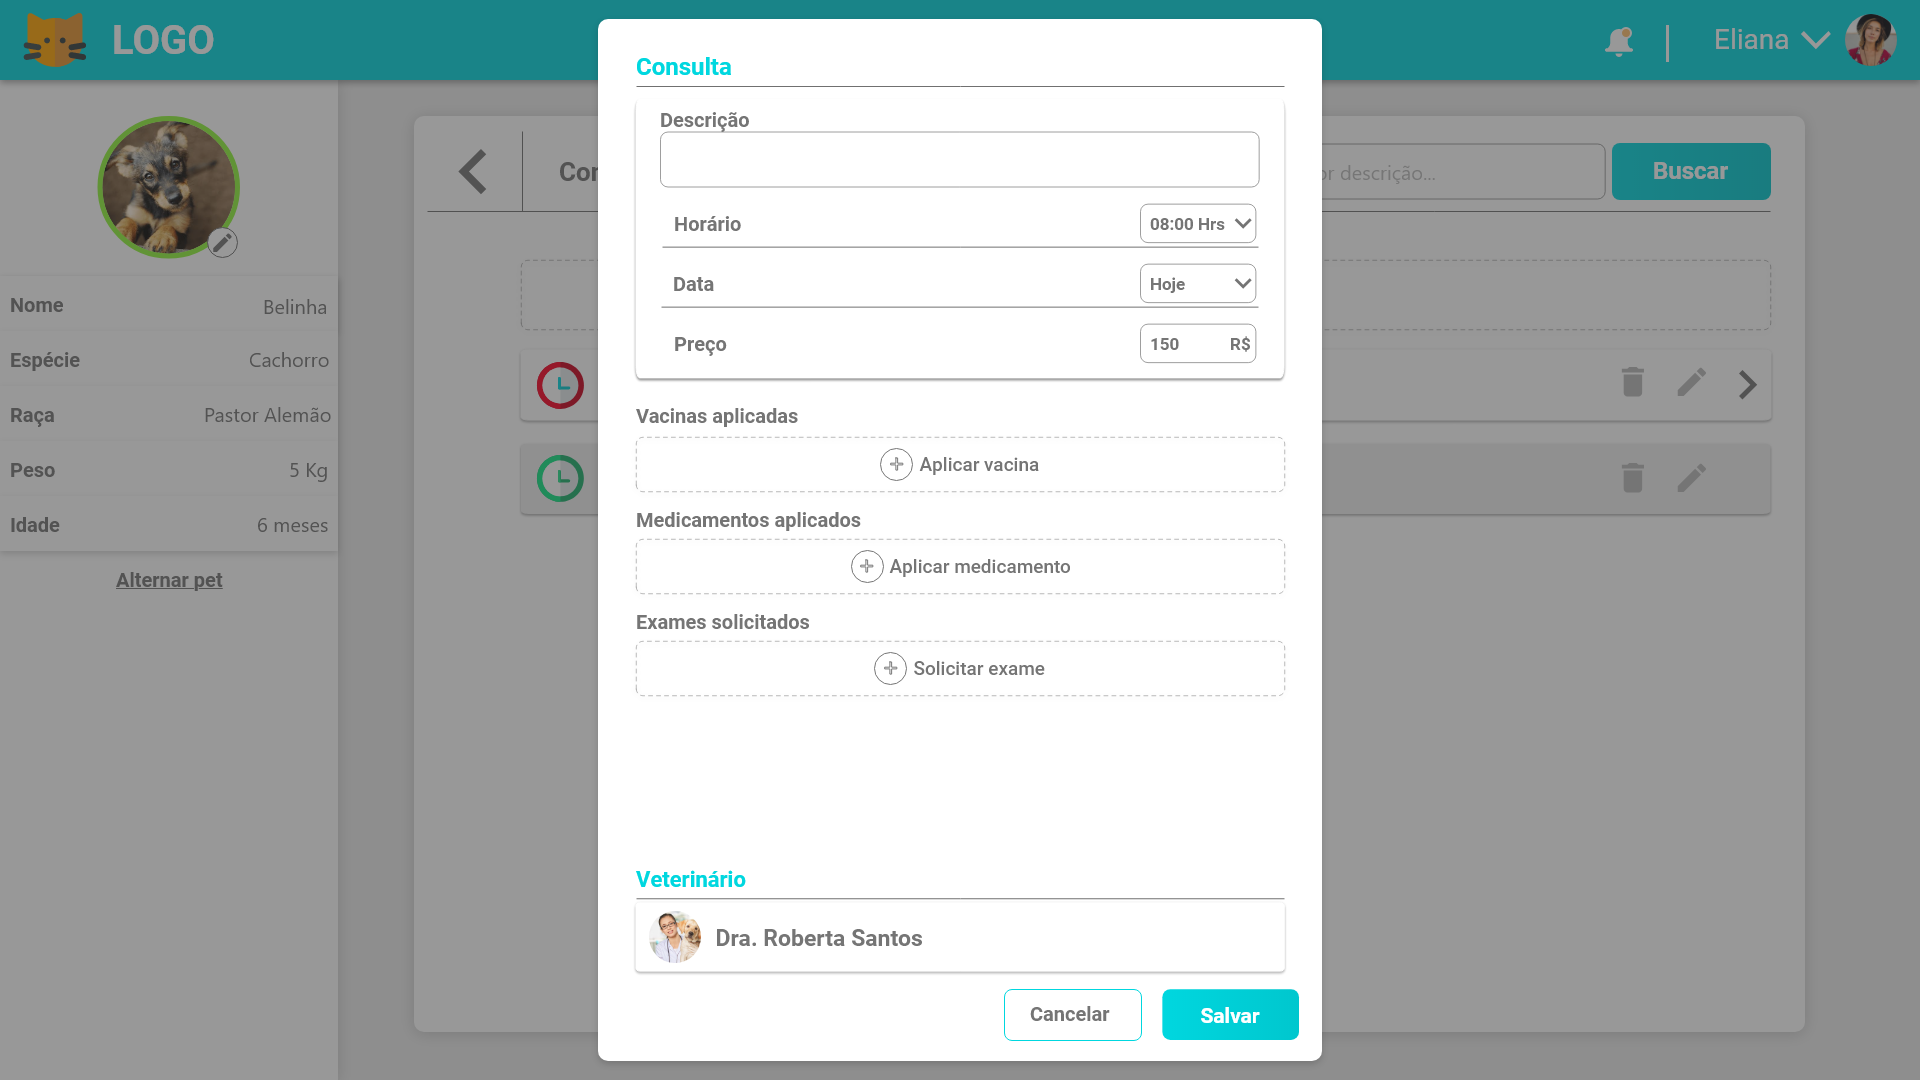 LOGO
Eliana
Nome
Belinha
Espécie
Cachorro
Raça
Pastor Alemão
Peso
5 Kg
Idade
6 meses
Alternar pet
descrição...
Buscar
Consulta
Descrição
Horário
08:00 Hrs
Data
Hoje
Preço
150 R$
Vacinas aplicadas
Aplicar vacina
Medicamentos aplicados
Aplicar medicamento
Exames solicitados
Solicitar exame
Veterinário
Dra. Roberta Santos
Cancelar
Salvar